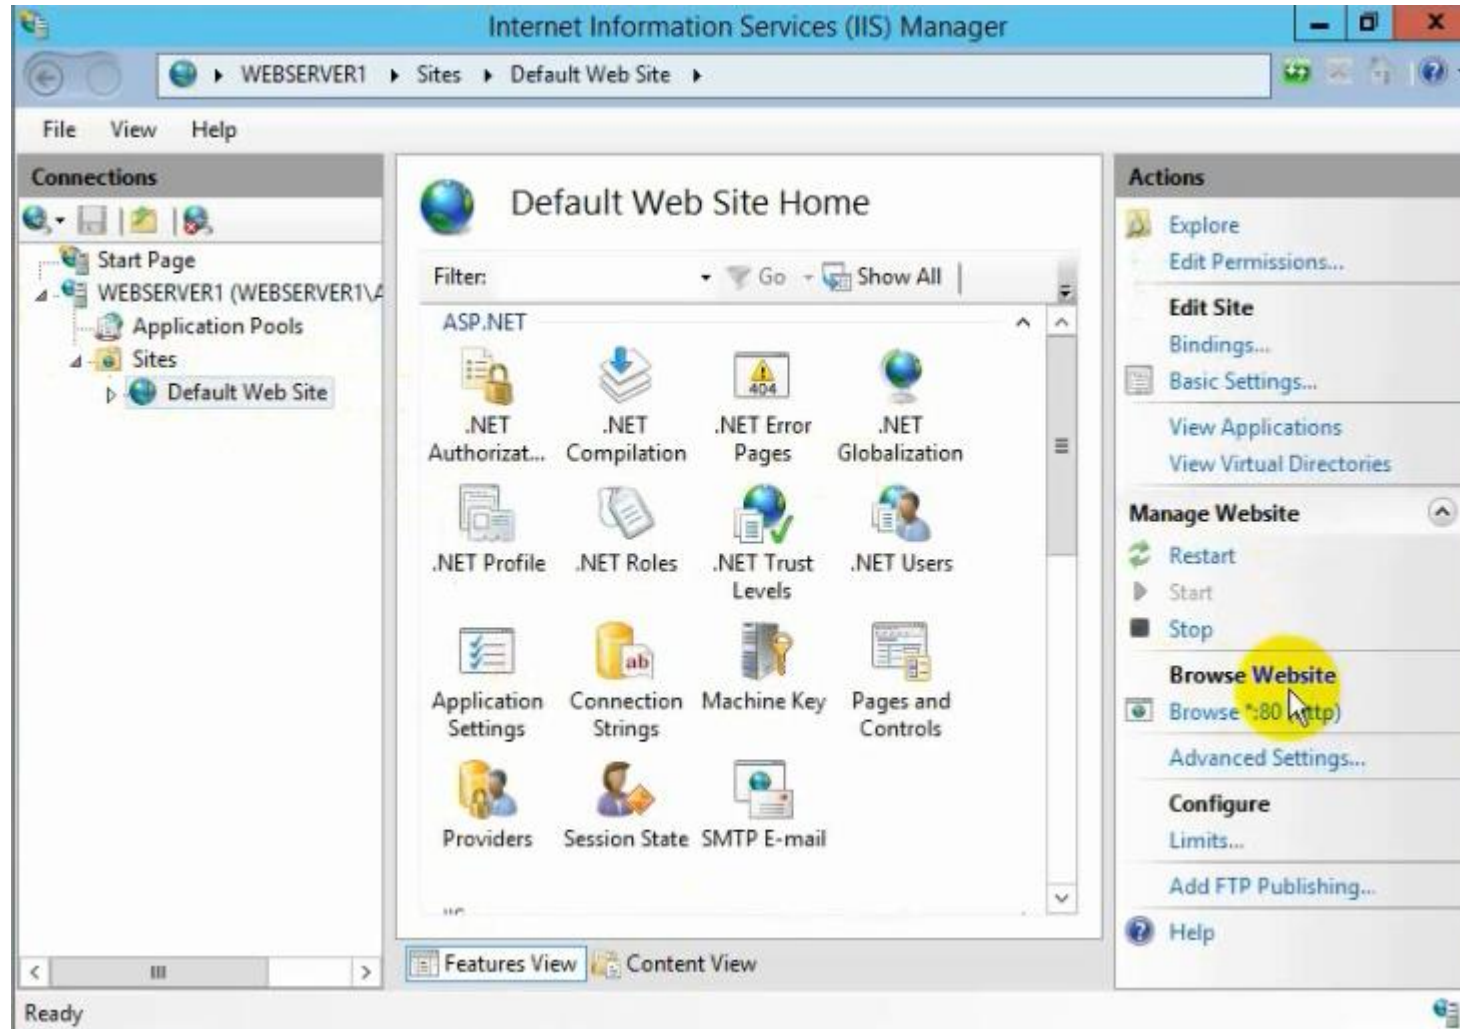 Internet Information Services (IIS) Manager
WEBSERVER1 Sites Default Web Site
File View Help
Connections
Start Page
WEBSERVER1 (WEBSERVER1\A
Application Pools
Sites
Default Web Site
Default Web Site Home
Filter: Go Show All
ASP.NET
.NET Authorizat...
.NET Compilation
.NET Error Pages
.NET Globalization
.NET Profile
.NET Roles
.NET Trust Levels
.NET Users
Application Settings
ab
Connection Strings
Machine Key
Pages and Controls
Providers
Session State
SMTP E-mail
404
Features View
Content View
Actions
Explore
Edit Permissions...
Edit Site
Bindings...
Basic Settings...
View Applications
View Virtual Directories
Manage Website
Restart
Start
Stop
Browse Website
Browse *:80
Advanced Settings...
Configure
Limits...
Add FTP Publishing...
Help
Ready